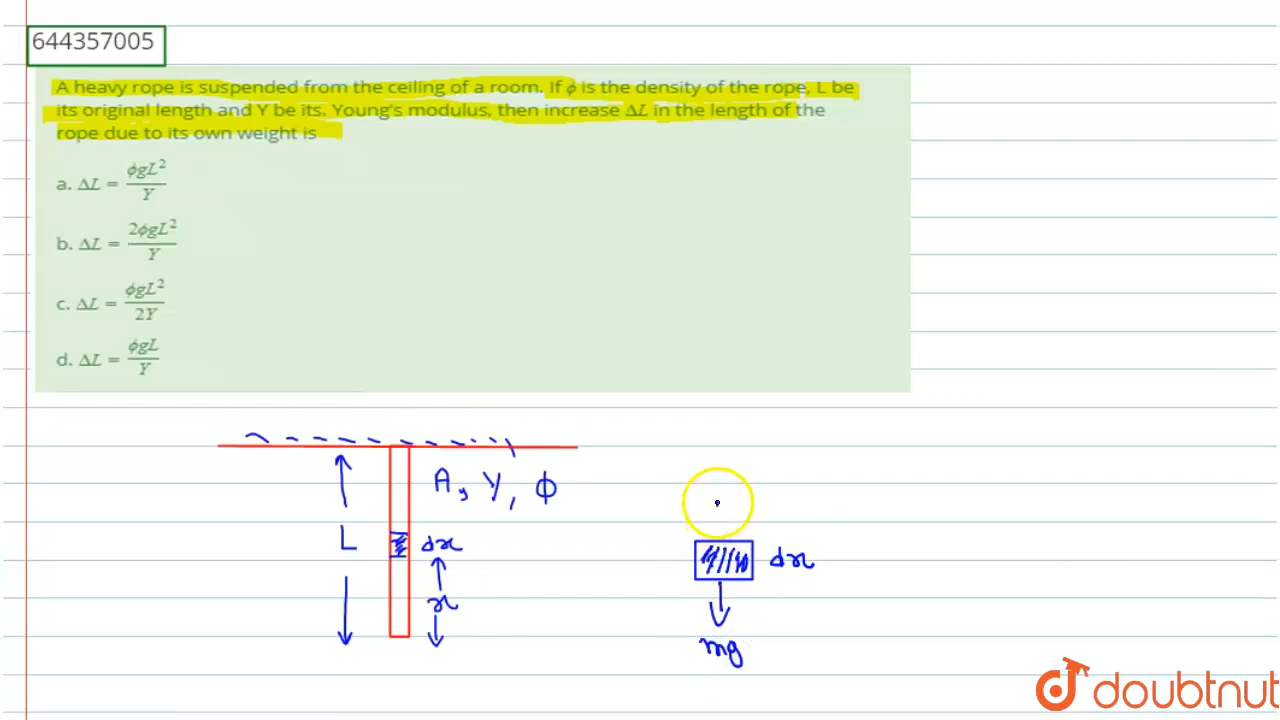 644357005
A heavy rope is suspended from the ceiling of a room. If ϕ is the density of the rope, L be
its original length and Y be its. Young's modulus, then increase ΔL in the length of the
rope due to its own weight is
a. ΔL = ϕgL²/Y
b. ΔL = 2ϕgL²/Y
c. ΔL = ϕgL²/2Y
d. ΔL = ϕgL/Y
A, Y, ϕ
L
dx
dx
x
mg
doubtnut